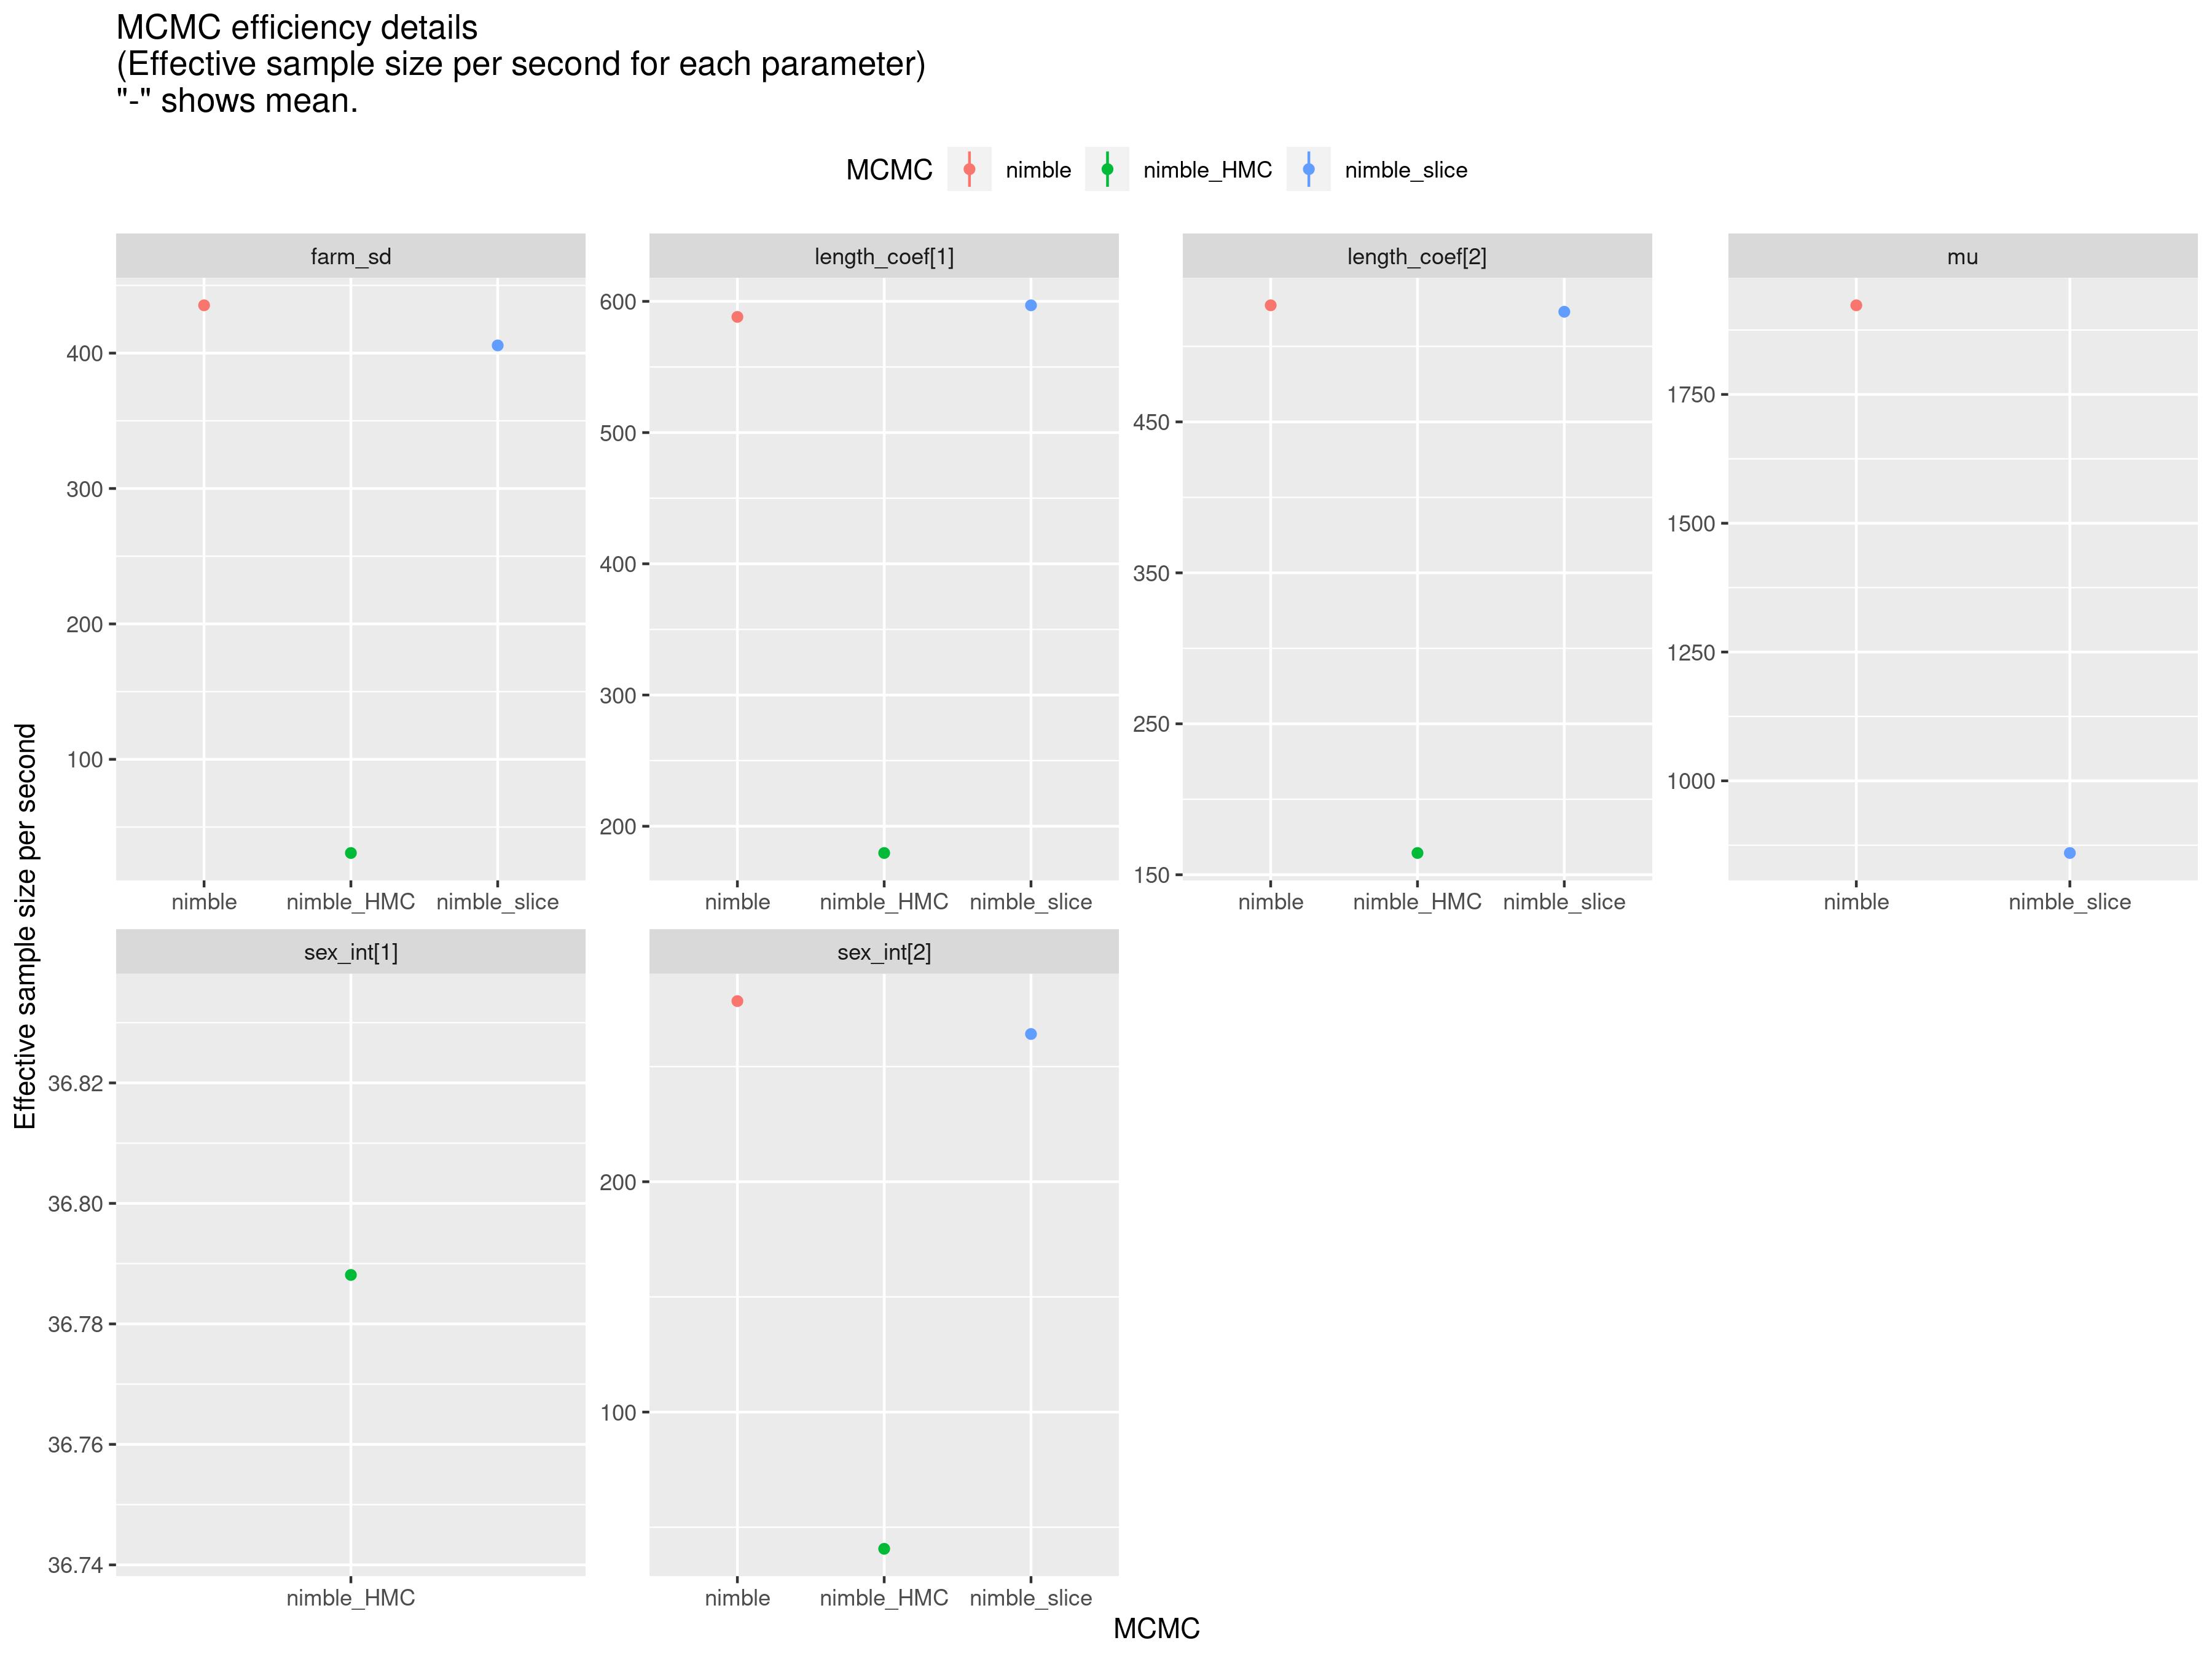 MCMC efficiency details
(Effective sample size per second for each parameter)
"-" shows mean.
MCMC nimble nimble_HMC nimble_slice
farm_sd
400
300
200
100
nimble nimble_HMC nimble_slice
length_coef[1]
600
500
400
300
200
nimble nimble_HMC nimble_slice
length_coef[2]
450
350
250
150
nimble nimble_HMC nimble_slice
mu
1750
1500
1250
1000
nimble nimble_slice
sex_int[1]
36.82
36.80
36.78
36.76
36.74
nimble_HMC
sex_int[2]
200
100
nimble nimble_HMC nimble_slice
Effective sample size per second
MCMC